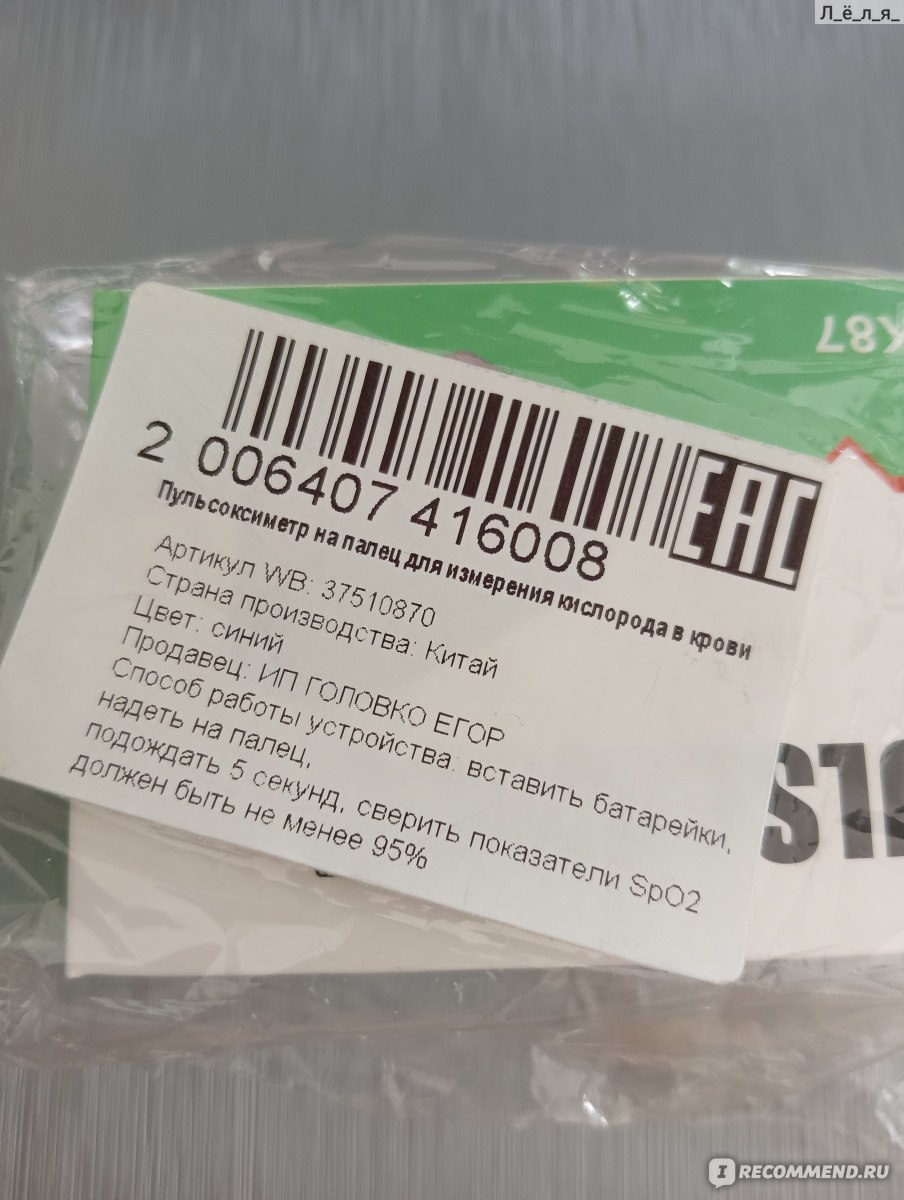 Л_ё_л_я_
K87
2 006407 416008
EAC
Пульсоксиметр на палец для измерения кислорода в крови
Артикул WB: 37510870
Страна производства: Китай
Цвет: синий
Продавец: ИП ГОЛОВКО ЕГОР
Способ работы устройства: вставить батарейки,
надеть на палец,
подождать 5 секунд, сверить показатели SpO2
должен быть не менее 95%
IRECOMMEND.RU